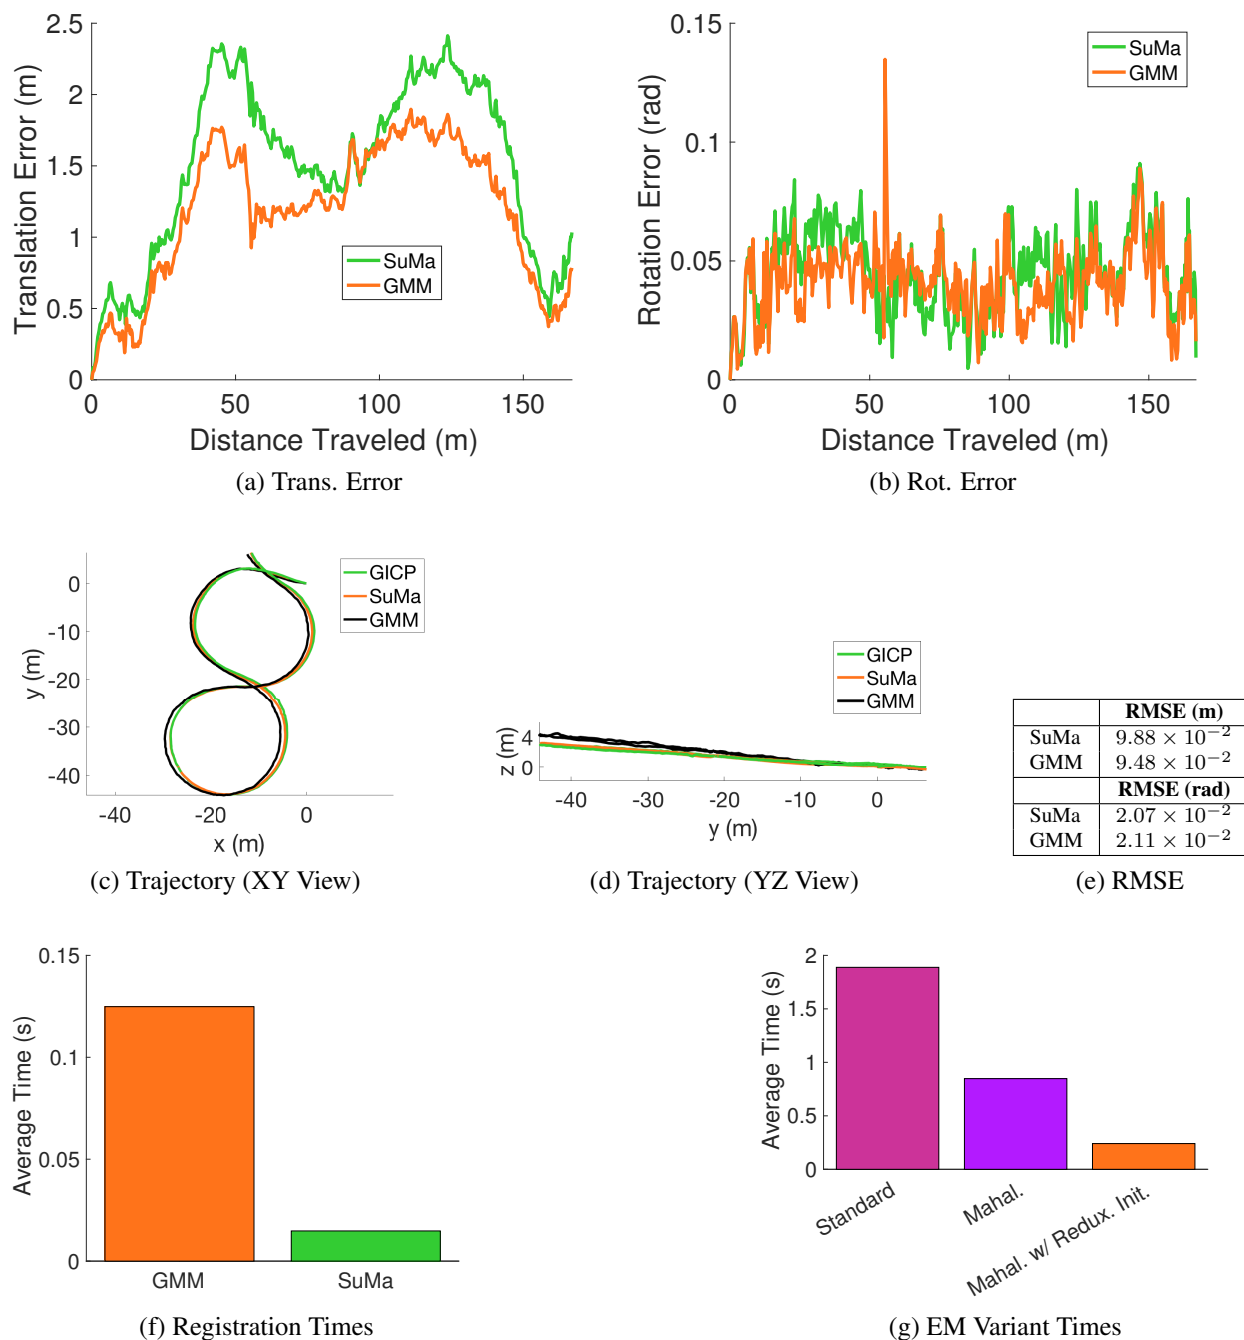 2.5
2
1.5
1
0.5
0
0
50
100
150
Translation Error (m)
Distance Traveled (m)
SuMa
GMM
(a) Trans. Error
0.15
0.1
0.05
0
0
50
100
150
Rotation Error (rad)
Distance Traveled (m)
SuMa
GMM
(b) Rot. Error
0
-10
-20
-30
-40
-40
-20
0
y (m)
x (m)
GICP
SuMa
GMM
(c) Trajectory (XY View)
GICP
SuMa
GMM
4
0
z (m)
-40
-30
-20
-10
0
y (m)
(d) Trajectory (YZ View)
RMSE (m)
SuMa 9.88 × 10⁻²
GMM 9.48 × 10⁻²
RMSE (rad)
SuMa 2.07 × 10⁻²
GMM 2.11 × 10⁻²
(e) RMSE
0.15
0.1
0.05
0
Average Time (s)
GMM
SuMa
(f) Registration Times
2
1.5
1
0.5
0
Average Time (s)
Standard
Mahal.
Mahal. w/ Redux. Init.
(g) EM Variant Times